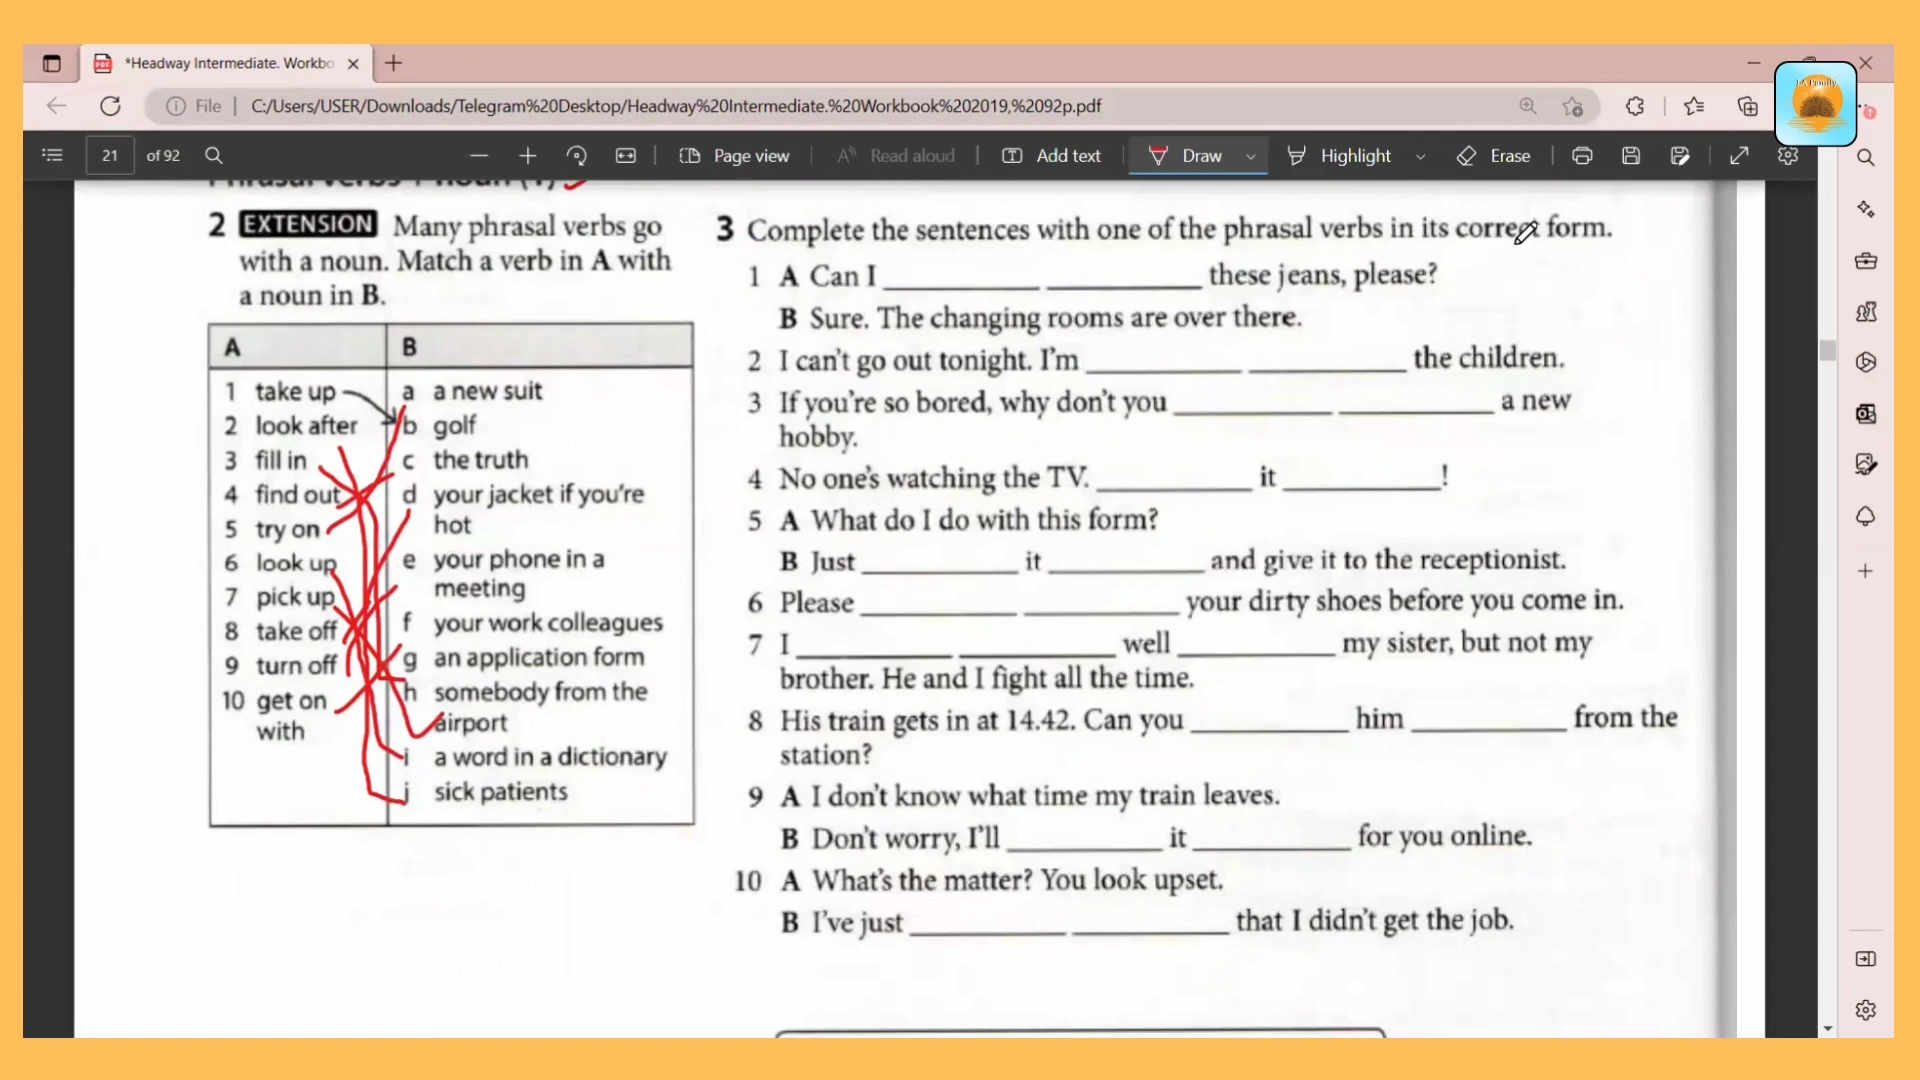 *Headway Intermediate. Workbo
File
C:/Users/USER/Downloads/Telegram%20Desktop/Headway%20Intermediate.%20Workbook%202019,%2092p.pdf
21 of 92
Page view
Read aloud
Add text
Draw
Highlight
Erase
2 EXTENSION Many phrasal verbs go
with a noun. Match a verb in A with
a noun in B.
A B
1 take up
2 look after
3 fill in
4 find out
5 try on
6 look up
7 pick up
8 take off
9 turn off
10 get on
with
a a new suit
b golf
c the truth
d your jacket if you're
hot
e your phone in a
meeting
f your work colleagues
g an application form
h somebody from the
airport
i a word in a dictionary
j sick patients
3 Complete the sentences with one of the phrasal verbs in its correct form.
1 A Can I ________ ________ these jeans, please?
B Sure. The changing rooms are over there.
2 I can't go out tonight. I'm ________ ________ the children.
3 If you're so bored, why don't you ________ ________ a new
hobby.
4 No one's watching the TV. ________ it ________!
5 A What do I do with this form?
B Just ________ it ________ and give it to the receptionist.
6 Please ________ ________ your dirty shoes before you come in.
7 I ________ ________ well ________ my sister, but not my
brother. He and I fight all the time.
8 His train gets in at 14.42. Can you ________ him ________ from the
station?
9 A I don't know what time my train leaves.
B Don't worry, I'll ________ it ________ for you online.
10 A What's the matter? You look upset.
B I've just ________ ________ that I didn't get the job.